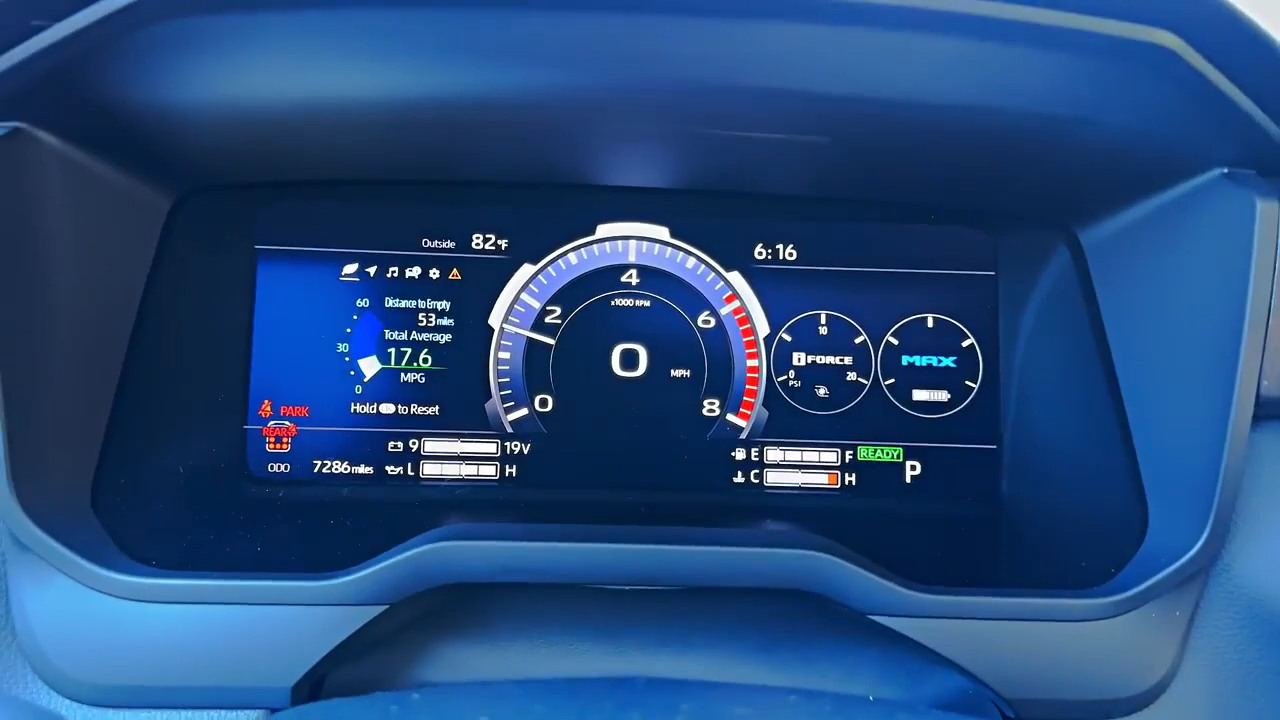 Outside 82°F
6:16
60
30
0
Distance to Empty
53 miles
Total Average
17.6
MPG
Hold OK to Reset
0
2
4
6
8
x1000 RPM
0 MPH
10
0
20
PSI
i FORCE
MAX
PARK
REAR
ODO 7286 miles
9 19V
L H
E F
C H
READY
P